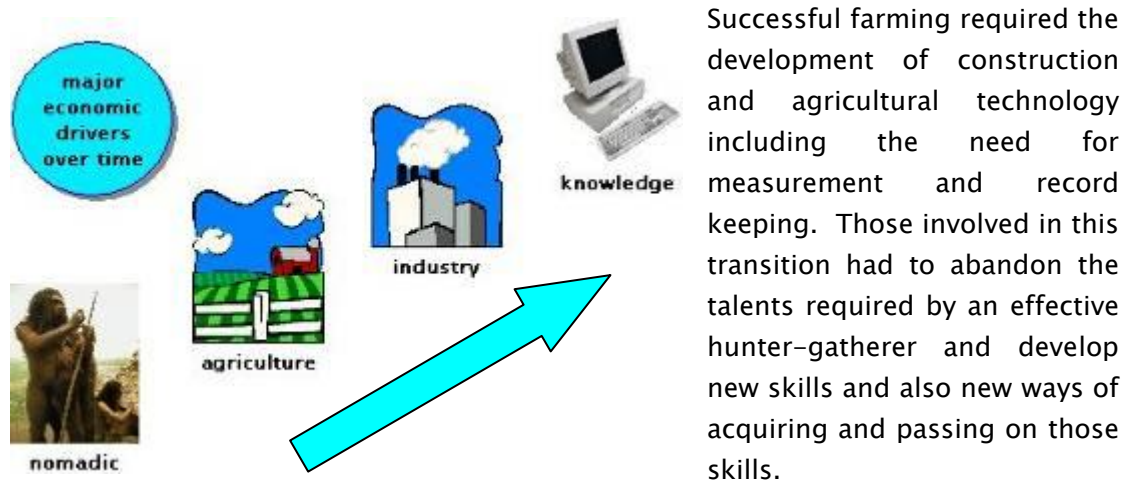 major
economic
drivers
over time
knowledge
industry
agriculture
nomadic
Successful farming required the
development of construction
and agricultural technology
including the need for
measurement and record
keeping. Those involved in this
transition had to abandon the
talents required by an effective
hunter-gatherer and develop
new skills and also new ways of
acquiring and passing on those
skills.